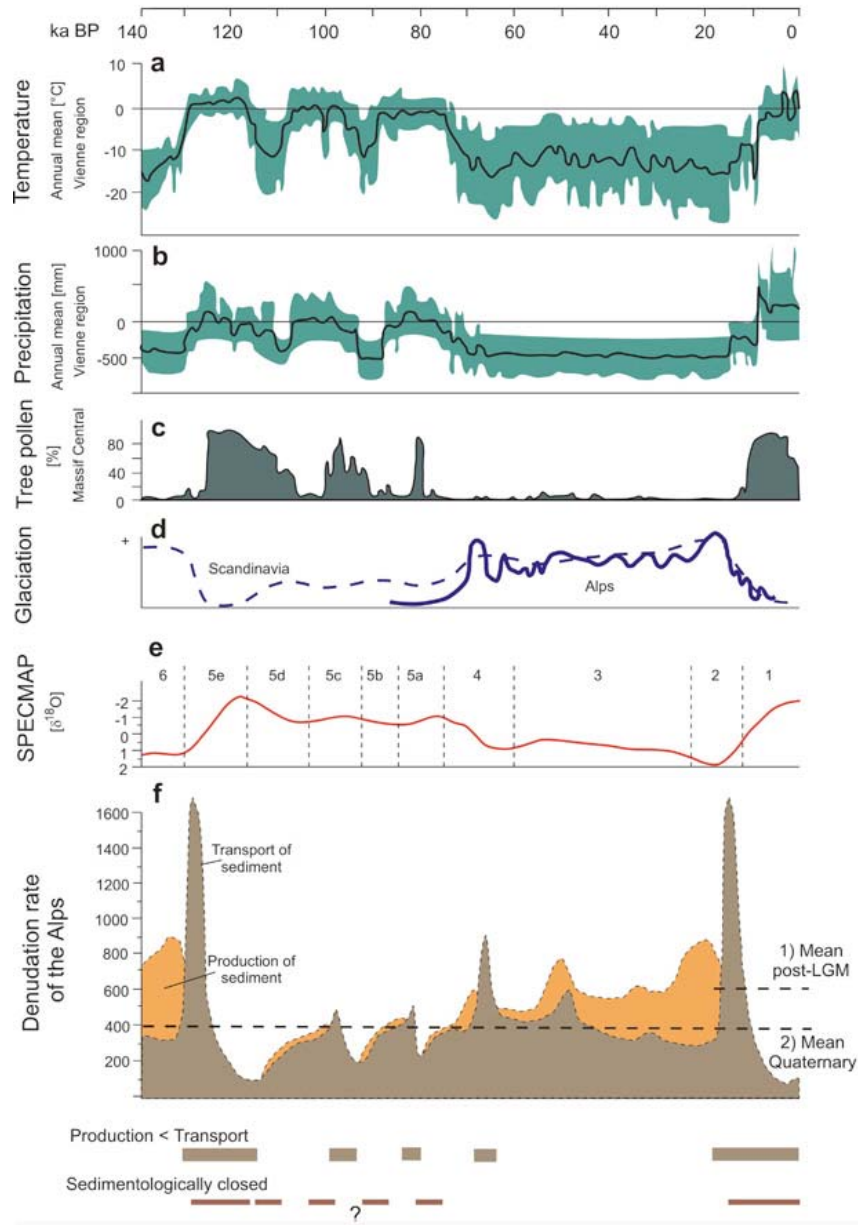 ka BP 140 120 100 80 60 40 20 0
a
Temperature
Annual mean [°C]
Vienne region
10
0
-10
-20
b
Precipitation
Annual mean [mm]
Vienne region
1000
0
-500
c
Tree pollen
[%]
Massif Central
80
40
0
d
Glaciation
+
Scandinavia
Alps
e
SPECMAP
[δ¹⁸O]
6 5e 5d 5c 5b 5a 4 3 2 1
-2
-1
0
1
2
f
Denudation rate
of the Alps
1600
1400
1200
1000
800
600
400
200
Transport of
sediment
Production of
sediment
1) Mean
post-LGM
2) Mean
Quaternary
Production < Transport
Sedimentologically closed
?